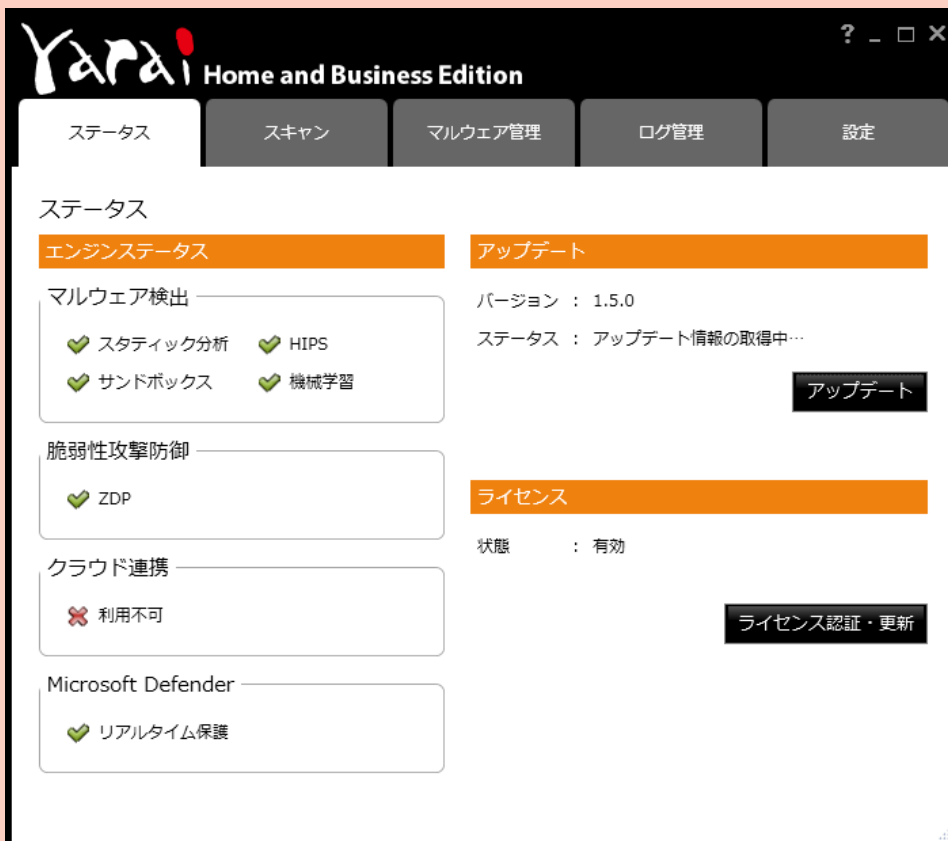 Yarai Home and Business Edition
ステータス
スキャン
マルウェア管理
ログ管理
設定
ステータス
エンジンステータス
マルウェア検出
スタティック分析
HIPS
サンドボックス
機械学習
脆弱性攻撃防御
ZDP
クラウド連携
利用不可
Microsoft Defender
リアルタイム保護
アップデート
バージョン : 1.5.0
ステータス : アップデート情報の取得中…
アップデート
ライセンス
状態 : 有効
ライセンス認証・更新